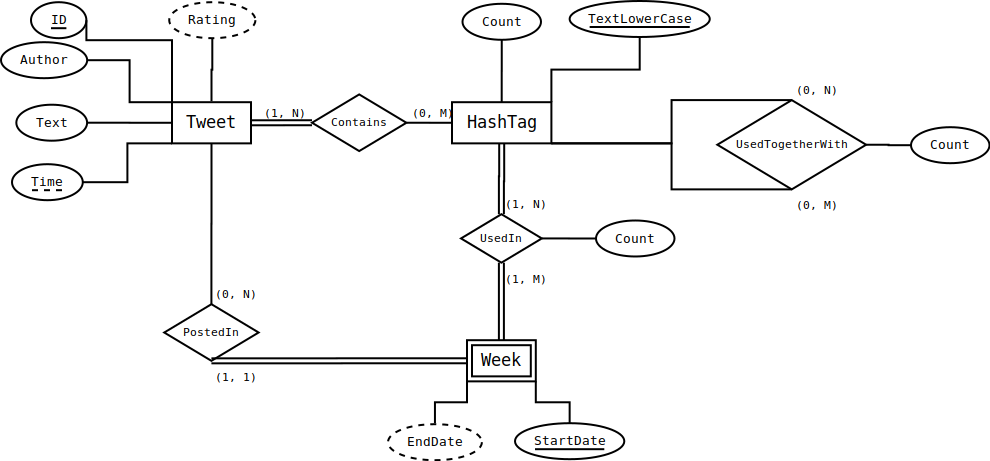 ID
Rating
Count
TextLowerCase
Author
(0, N)
Text
Tweet
(1, N)
Contains
(0, M)
HashTag
UsedTogetherWith
Count
Time
(0, M)
(1, N)
UsedIn
Count
(1, M)
(0, N)
PostedIn
Week
(1, 1)
EndDate
StartDate